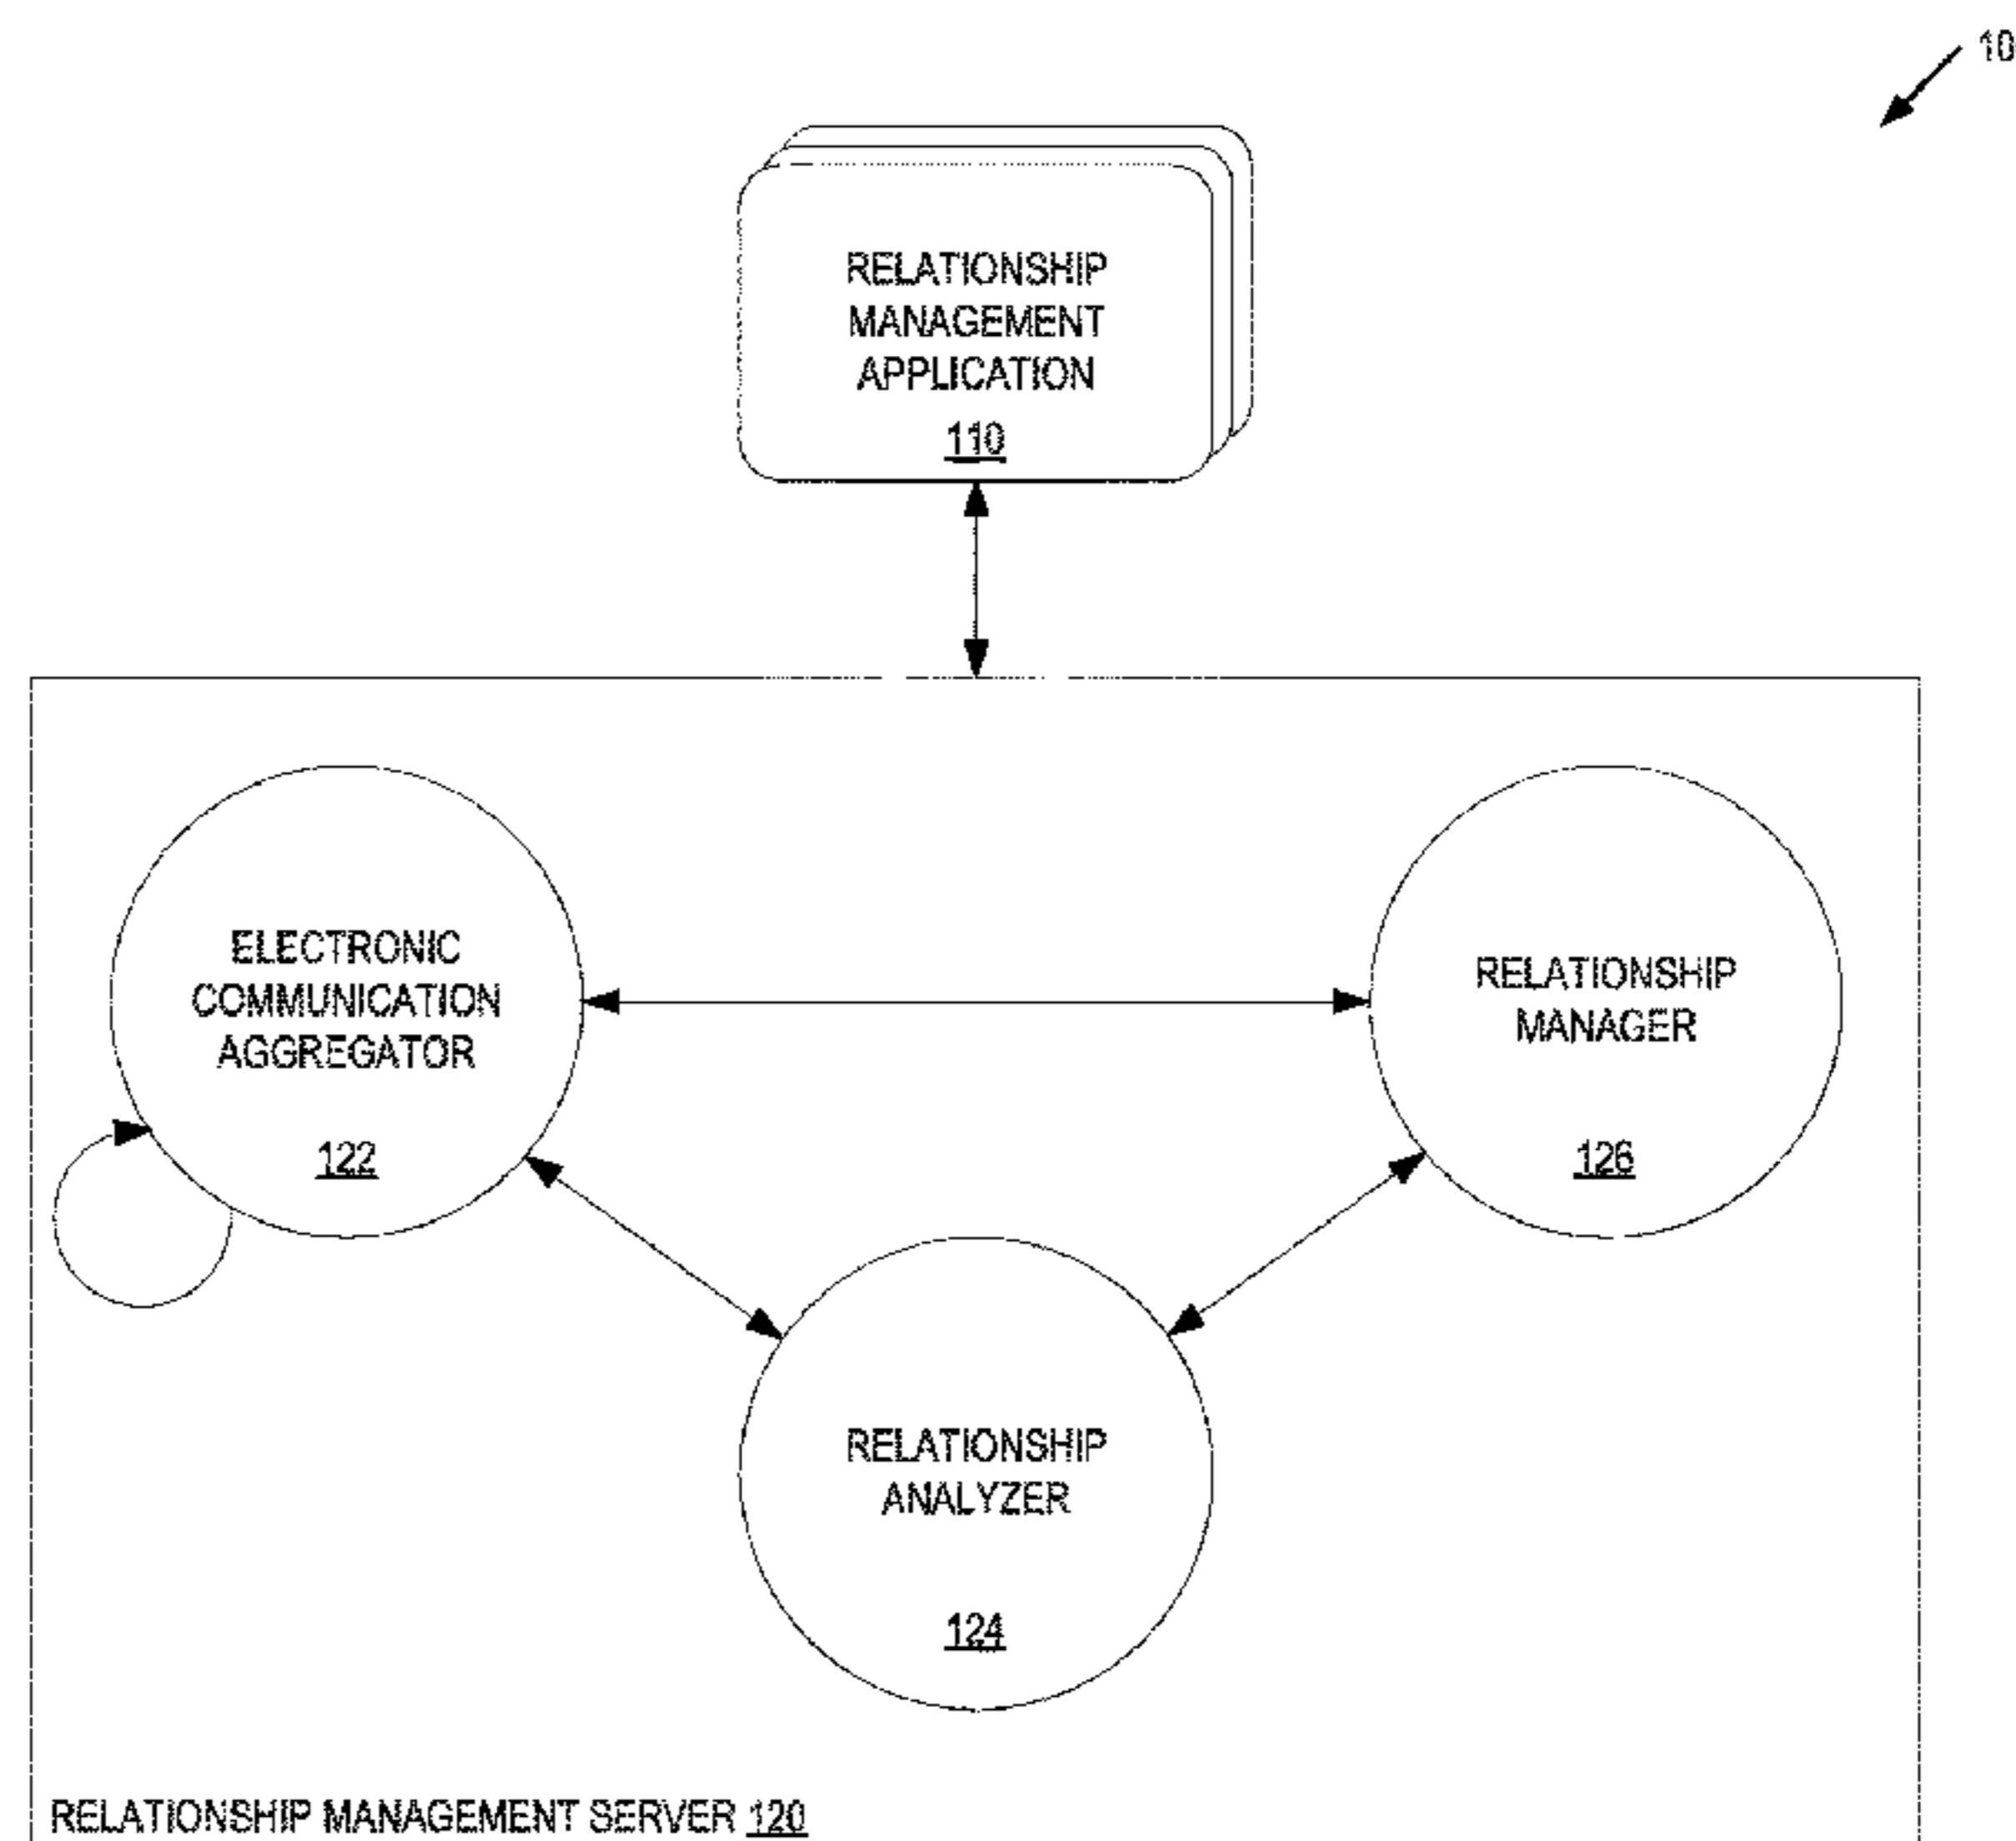 10
RELATIONSHIP
MANAGEMENT
APPLICATION
110
ELECTRONIC
COMMUNICATION
AGGREGATOR
122
RELATIONSHIP
MANAGER
126
RELATIONSHIP
ANALYZER
124
RELATIONSHIP MANAGEMENT SERVER 120